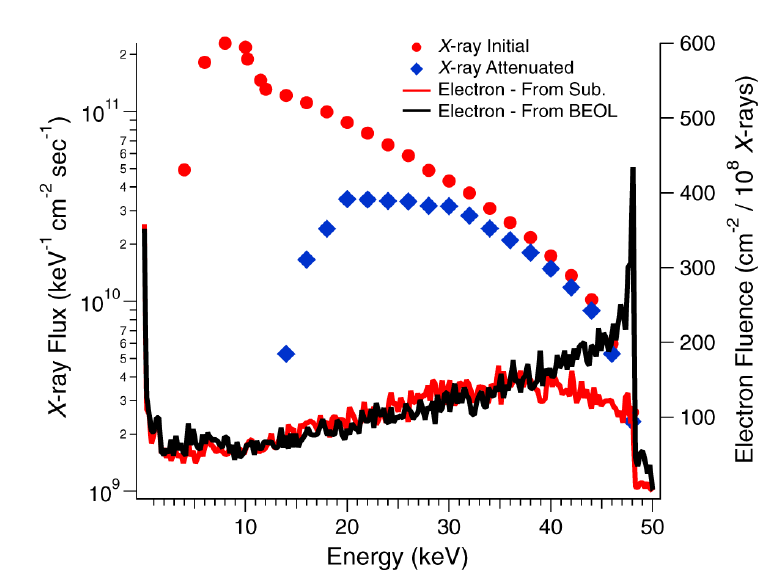 X-ray Initial
X-ray Attenuated
Electron - From Sub.
Electron - From BEOL
X-ray Flux (keV⁻¹ cm⁻² sec⁻¹)
2
10¹¹
7
6
5
4
3
2
10¹⁰
7
6
5
4
3
2
10⁹
600
500
400
300
200
100
0
Electron Fluence (cm⁻² / 10⁸ X-rays)
10 20 30 40 50
Energy (keV)